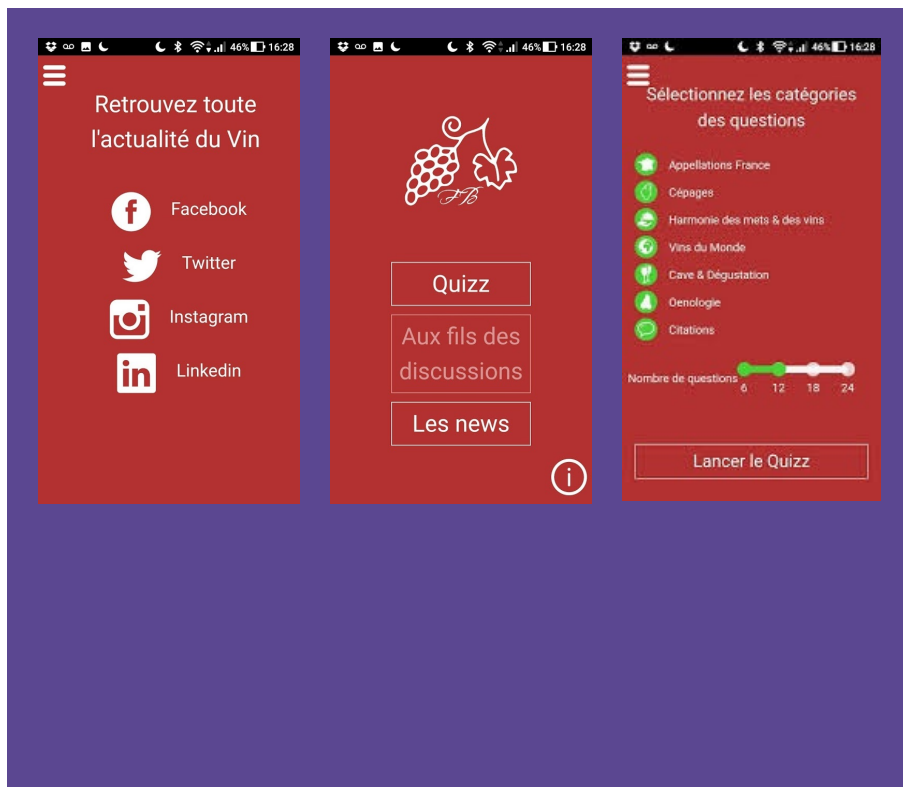 46% 16:28
Retrouvez toute
l'actualité du Vin
Facebook
Twitter
Instagram
in Linkedin
46% 16:28
FB
Quizz
Aux fils des
discussions
Les news
i
46% 16:28
Sélectionnez les catégories
des questions
Appellations France
Cépages
Harmonie des mets & des vins
Vins du Monde
Cave & Dégustation
Oenologie
Citations
Nombre de questions
6 12 18 24
Lancer le Quizz